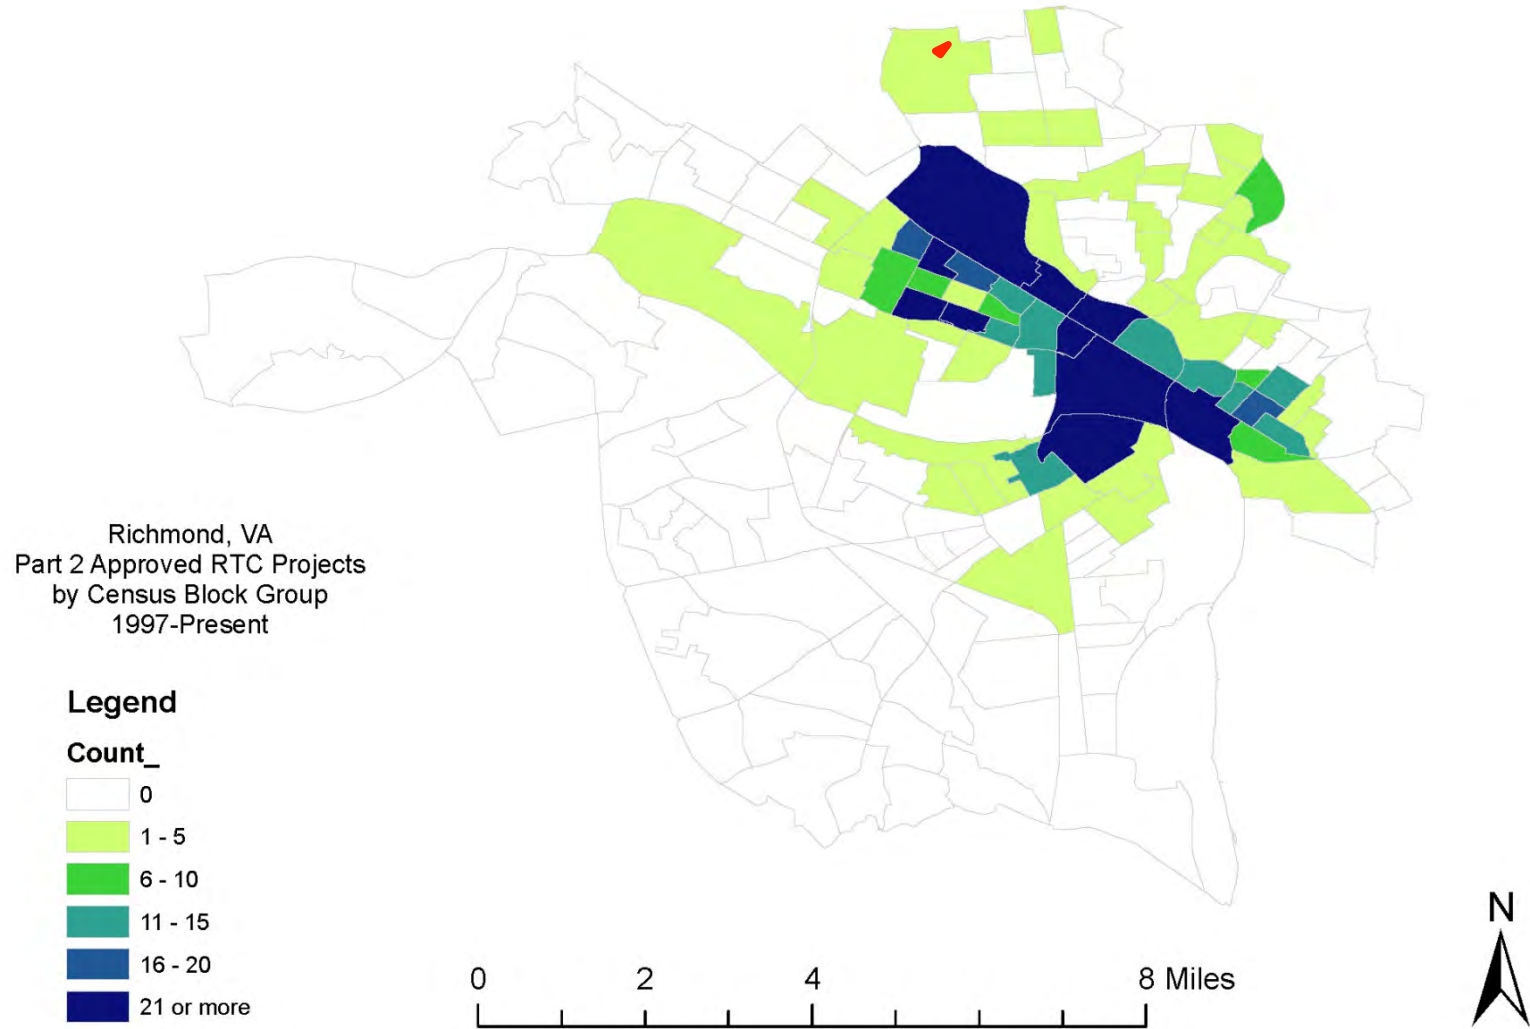 Richmond, VA
Part 2 Approved RTC Projects
by Census Block Group
1997-Present
Legend
Count_
0
1 - 5
6 - 10
11 - 15
16 - 20
21 or more
0 2 4 8 Miles
N